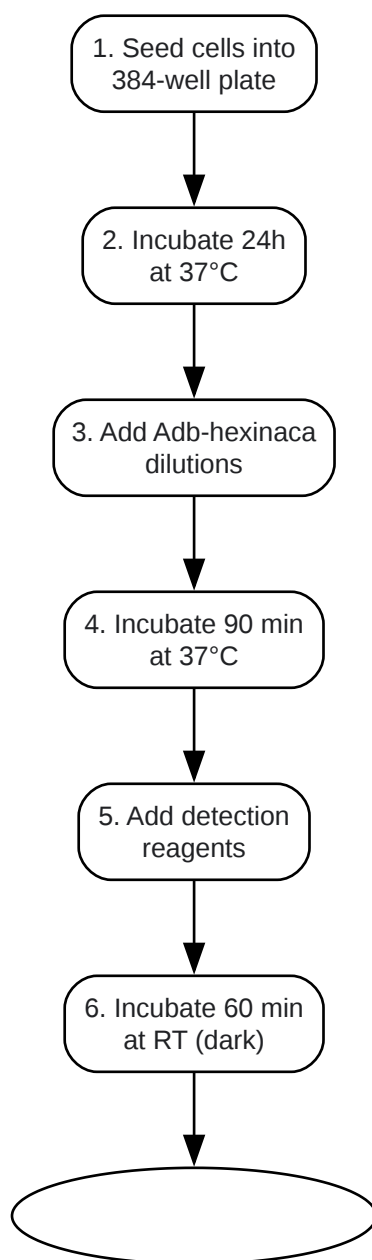 1. Seed cells into
384-well plate
2. Incubate 24h
at 37°C
3. Add Adb-hexinaca
dilutions
4. Incubate 90 min
at 37°C
5. Add detection
reagents
6. Incubate 60 min
at RT (dark)